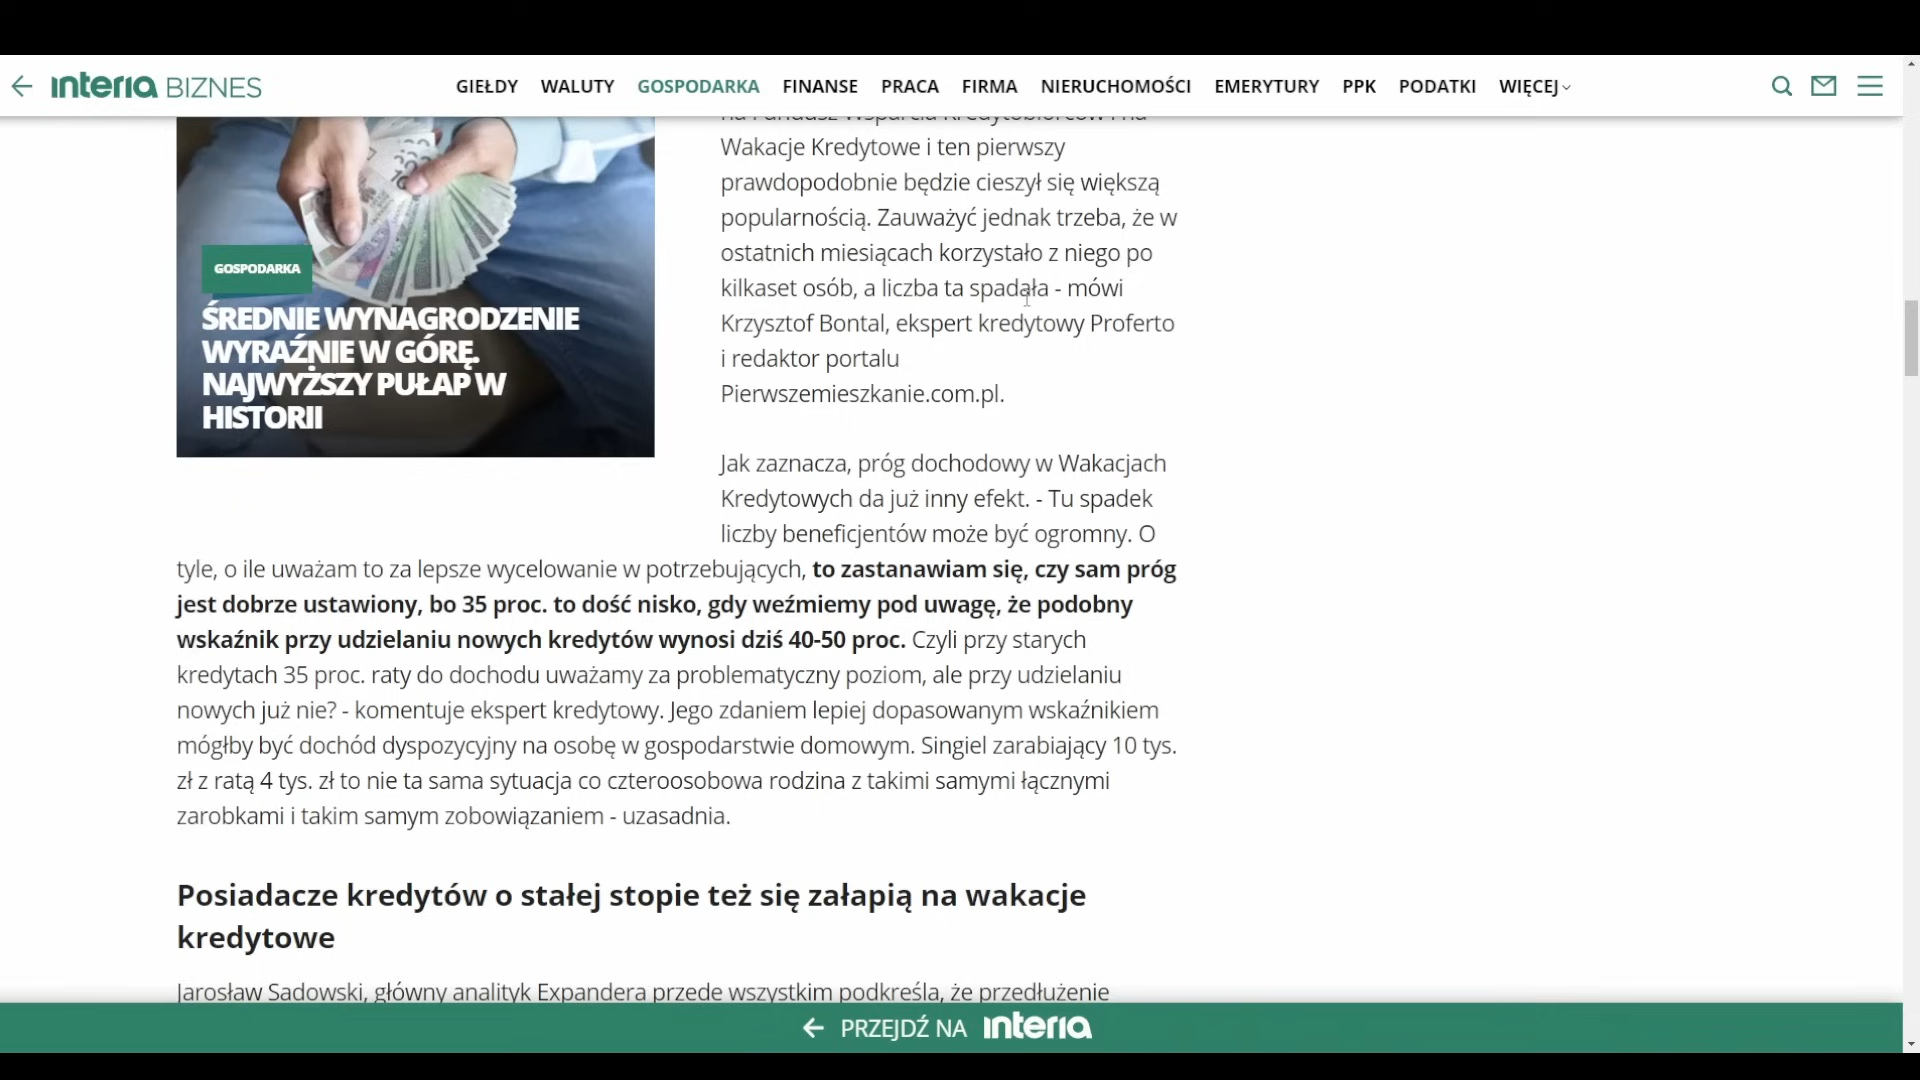 interia BIZNES
GIEŁDY WALUTY GOSPODARKA FINANSE PRACA FIRMA NIERUCHOMOŚCI EMERYTURY PPK PODATKI WIĘCEJ
GOSPODARKA
ŚREDNIE WYNAGRODZENIE
WYRAŹNIE W GÓRĘ.
NAJWYŻSZY PUŁAP W
HISTORII
na Fundusz Wsparcia Kredytobiorców i na
Wakacje Kredytowe i ten pierwszy
prawdopodobnie będzie cieszył się większą
popularnością. Zauważyć jednak trzeba, że w
ostatnich miesiącach korzystało z niego po
kilkaset osób, a liczba ta spadała - mówi
Krzysztof Bontal, ekspert kredytowy Proferto
i redaktor portalu
Pierwszemieszkanie.com.pl.
Jak zaznacza, próg dochodowy w Wakacjach
Kredytowych da już inny efekt. - Tu spadek
liczby beneficjentów może być ogromny. O
tyle, o ile uważam to za lepsze wycelowanie w potrzebujących, to zastanawiam się, czy sam próg
jest dobrze ustawiony, bo 35 proc. to dość nisko, gdy weźmiemy pod uwagę, że podobny
wskaźnik przy udzielaniu nowych kredytów wynosi dziś 40-50 proc. Czyli przy starych
kredytach 35 proc. raty do dochodu uważamy za problematyczny poziom, ale przy udzielaniu
nowych już nie? - komentuje ekspert kredytowy. Jego zdaniem lepiej dopasowanym wskaźnikiem
mógłby być dochód dyspozycyjny na osobę w gospodarstwie domowym. Singiel zarabiający 10 tys.
zł z ratą 4 tys. zł to nie ta sama sytuacja co czteroosobowa rodzina z takimi samymi łącznymi
zarobkami i takim samym zobowiązaniem - uzasadnia.
Posiadacze kredytów o stałej stopie też się załapią na wakacje
kredytowe
Jarosław Sadowski, główny analityk Expandera przede wszystkim podkreśla, że przedłużenie
PRZEJDŹ NA interia